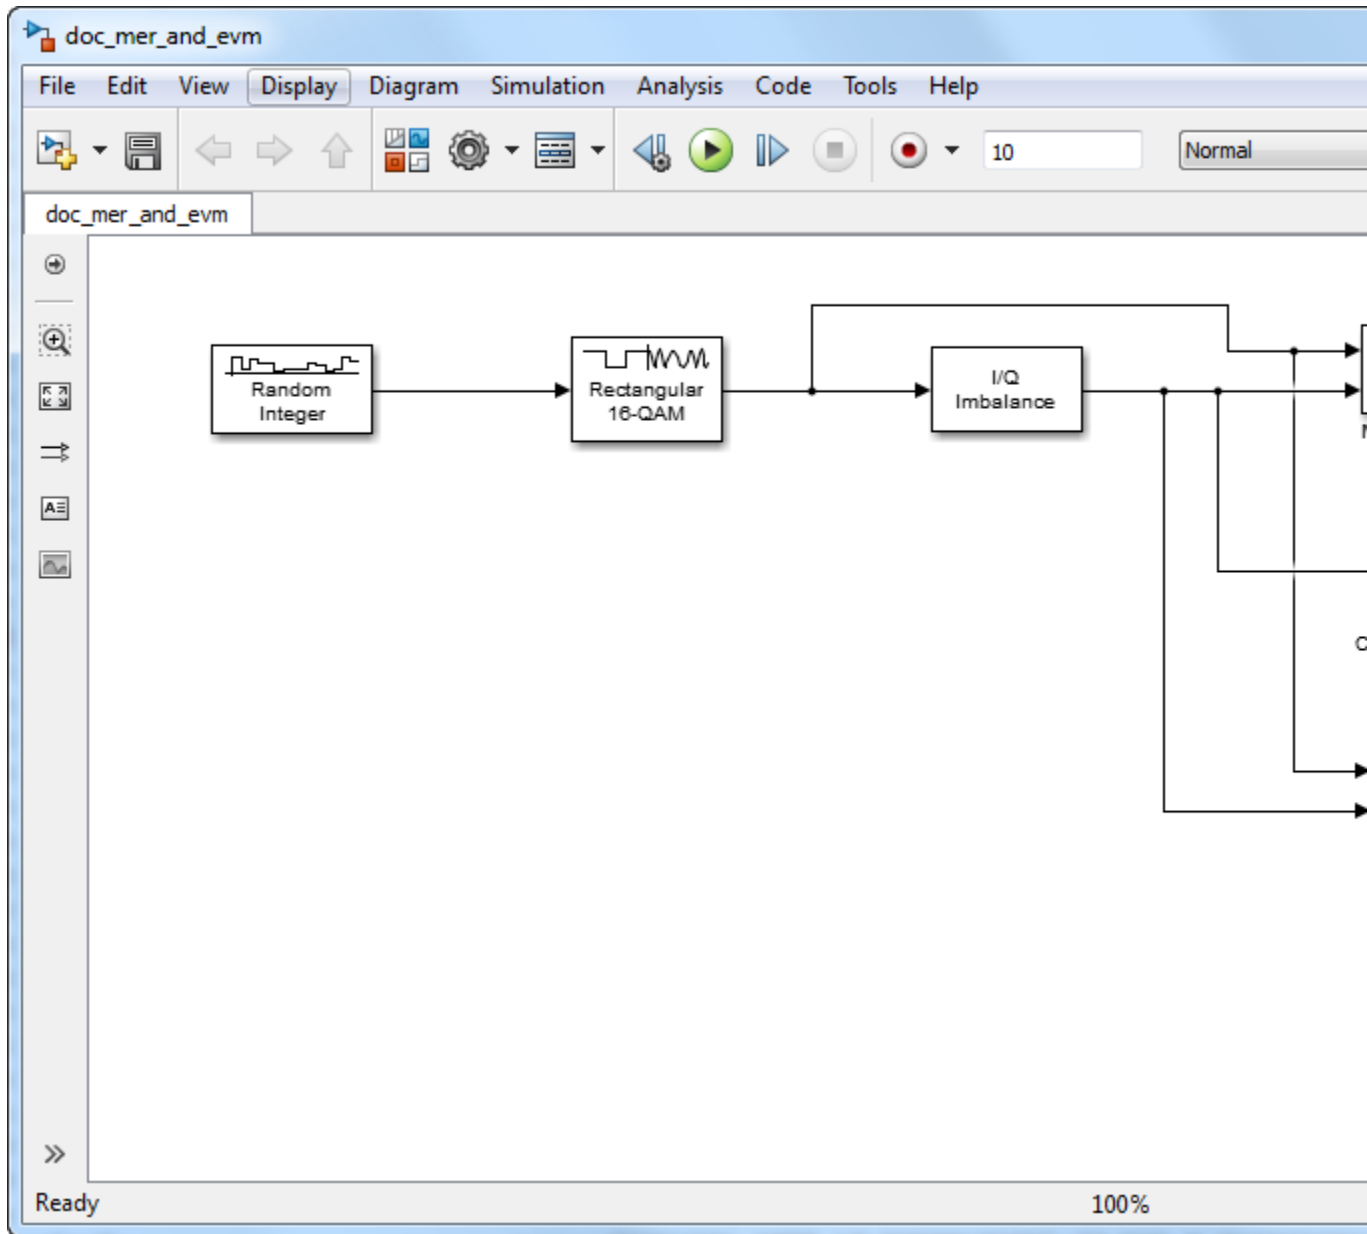 doc_mer_and_evm
File Edit View Display Diagram Simulation Analysis Code Tools Help
10 Normal
doc_mer_and_evm
Random
Integer
Rectangular
16-QAM
I/Q
Imbalance
Ready 100%